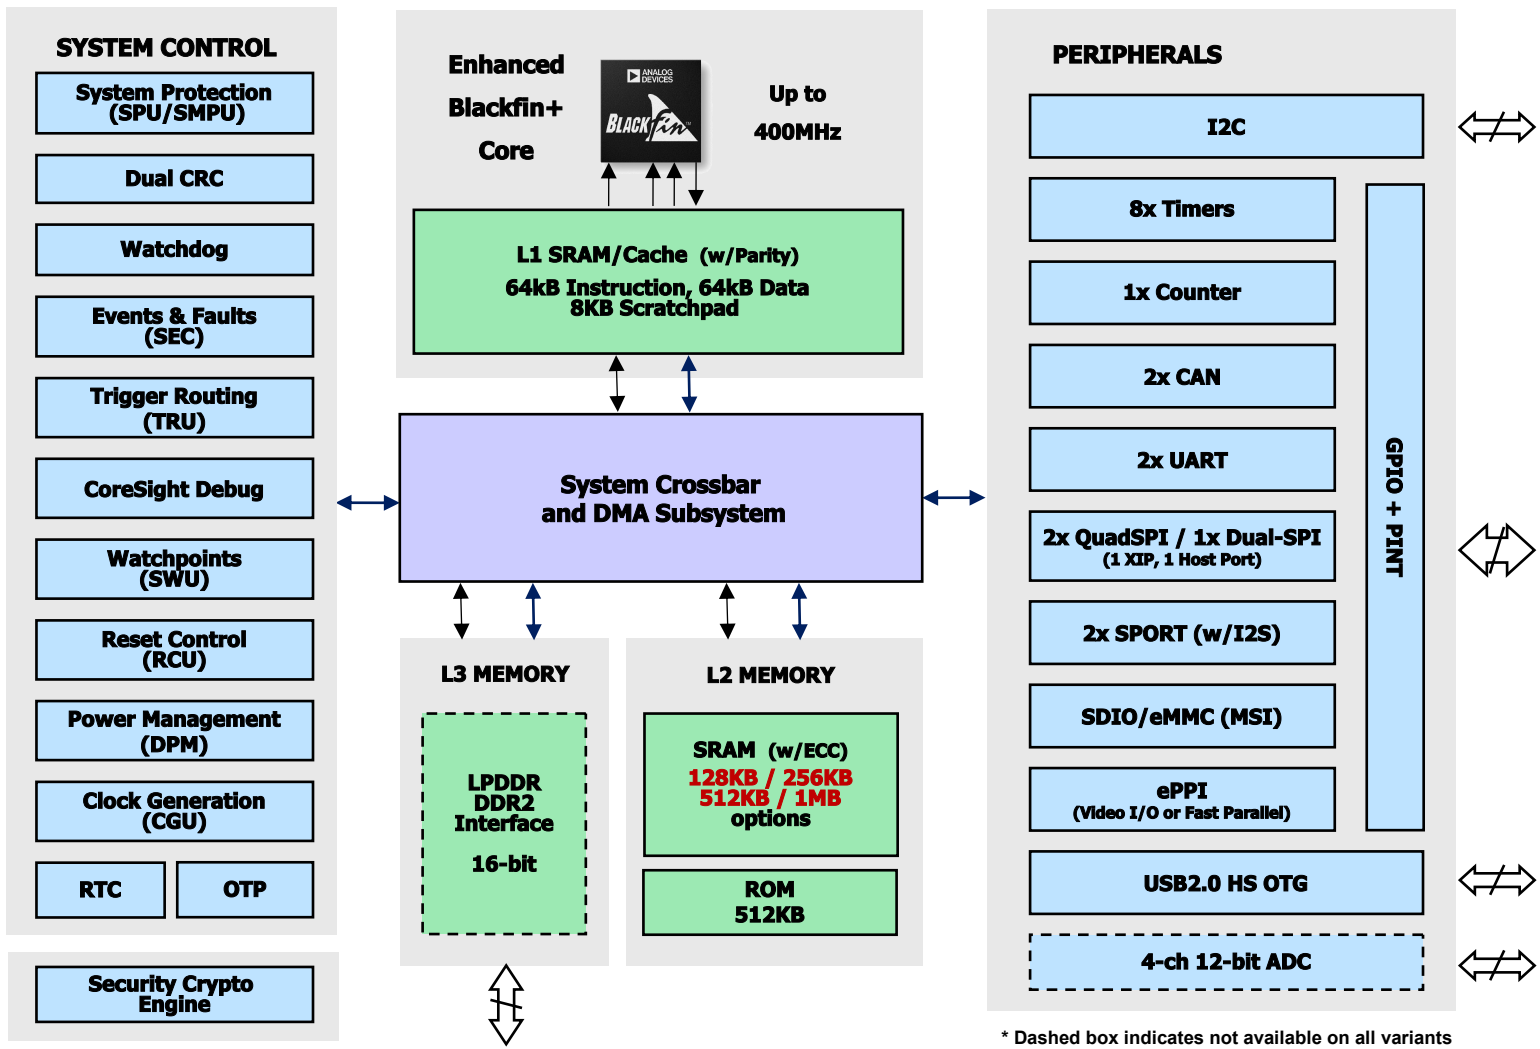 SYSTEM CONTROL
System Protection
(SPU/SMPU)
Dual CRC
Watchdog
Events & Faults
(SEC)
Trigger Routing
(TRU)
CoreSight Debug
Watchpoints
(SWU)
Reset Control
(RCU)
Power Management
(DPM)
Clock Generation
(CGU)
RTC
OTP
Security Crypto
Engine
Enhanced
Blackfin+
Core
ANALOG
DEVICES
BLACKfin™
Up to
400MHz
L1 SRAM/Cache (w/Parity)
64kB Instruction, 64kB Data
8KB Scratchpad
System Crossbar
and DMA Subsystem
L3 MEMORY
LPDDR
DDR2
Interface
16-bit
L2 MEMORY
SRAM (w/ECC)
128KB / 256KB
512KB / 1MB
options
ROM
512KB
PERIPHERALS
I2C
8x Timers
1x Counter
2x CAN
2x UART
2x QuadSPI / 1x Dual-SPI
(1 XIP, 1 Host Port)
2x SPORT (w/I2S)
SDIO/eMMC (MSI)
ePPI
(Video I/O or Fast Parallel)
GPIO + PINT
USB2.0 HS OTG
4-ch 12-bit ADC
* Dashed box indicates not available on all variants